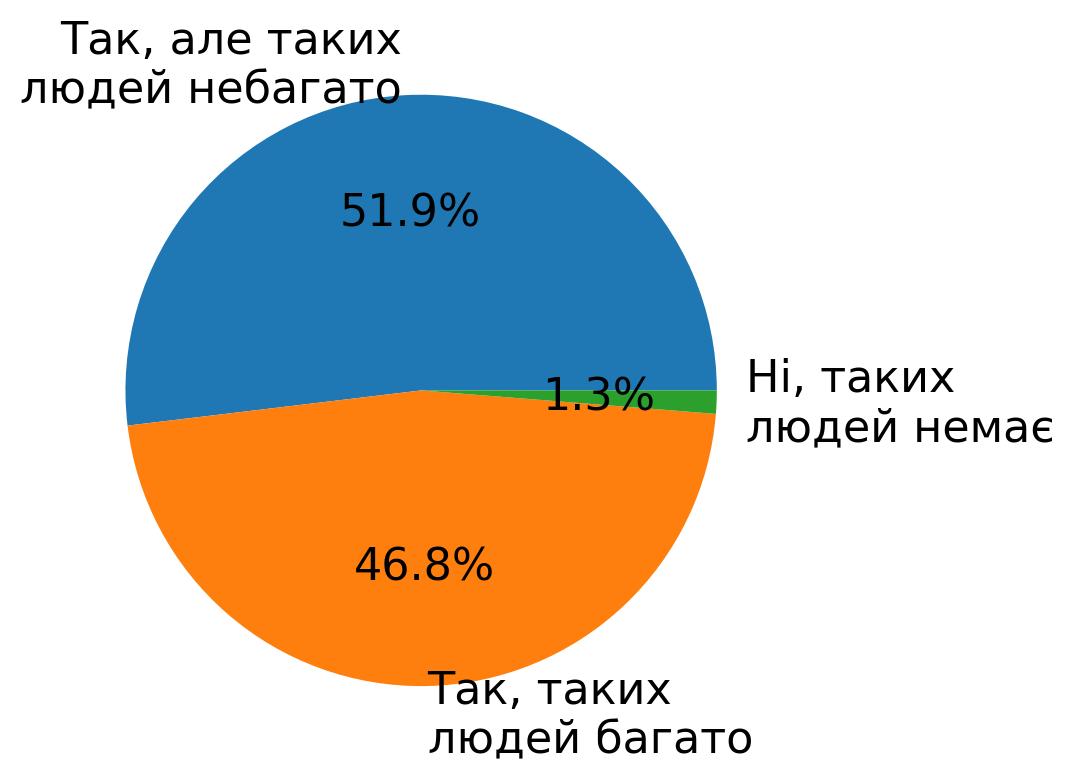 Так, але таких
людей небагато
51.9%
1.3%
Ні, таких
людей немає
46.8%
Так, таких
людей багато